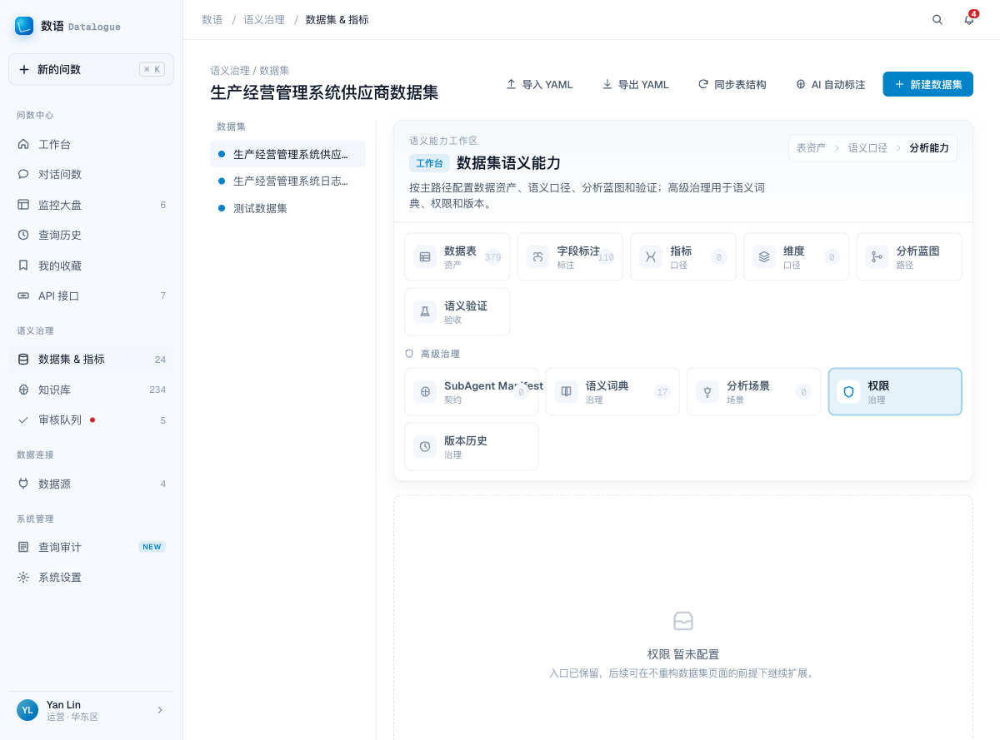 数语 Datalogue
新的问数 ⌘ K
问数中心
工作台
对话问数
监控大盘 6
查询历史
我的收藏
API 接口 7
语义治理
数据集 & 指标 24
知识库 234
审核队列 5
数据连接
数据源 4
系统管理
查询审计 NEW
系统设置
YL
Yan Lin
运营 · 华东区
数语 / 语义治理 / 数据集 & 指标
4
语义治理 / 数据集
生产经营管理系统供应商数据集
导入 YAML
导出 YAML
同步表结构
AI 自动标注
新建数据集
数据集
生产经营管理系统供应...
生产经营管理系统日志...
测试数据集
语义能力工作区
工作台 数据集语义能力
按主路径配置数据资产、语义口径、分析蓝图和验证；高级治理用于语义词
典、权限和版本。
表资产 > 语义口径 > 分析能力
数据表 379
资产
字段标注 110
标注
指标 0
口径
维度 0
口径
分析蓝图
路径
语义验证
验收
高级治理
SubAgent Manifest 0
契约
语义词典 17
治理
分析场景 0
场景
权限
治理
版本历史
治理
权限 暂未配置
入口已保留，后续可在不重构数据集页面的前提下继续扩展。